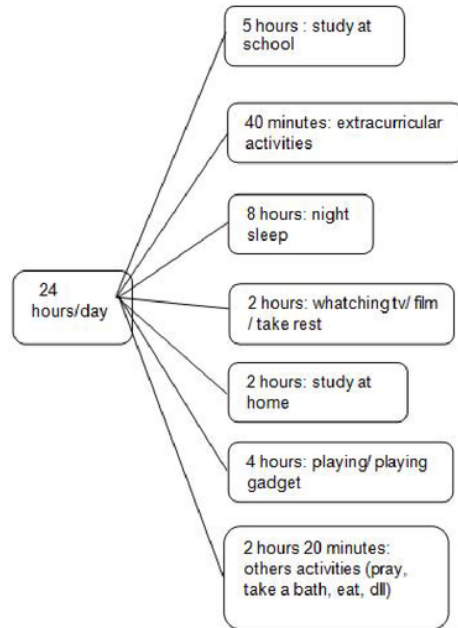 5 hours : study at
school
40 minutes: extracurricular
activities
8 hours: night
sleep
24
hours/day
2 hours: whatching tv/ film
/ take rest
2 hours: study at
home
4 hours: playing/ playing
gadget
2 hours 20 minutes:
others activities (pray,
take a bath, eat, dll)